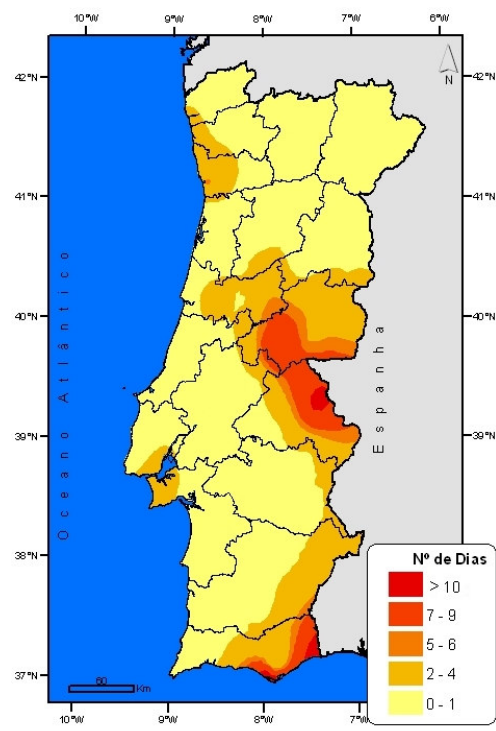 10°W 9°W 8°W 7°W 6°W
42°N 42°N
N
41°N 41°N
40°N 40°N
39°N 39°N
38°N 38°N
37°N
Oceano Atlântico
Espanha
Nº de Dias
> 10
7 - 9
5 - 6
2 - 4
0 - 1
60
Km
10°W 9°W 8°W 7°W